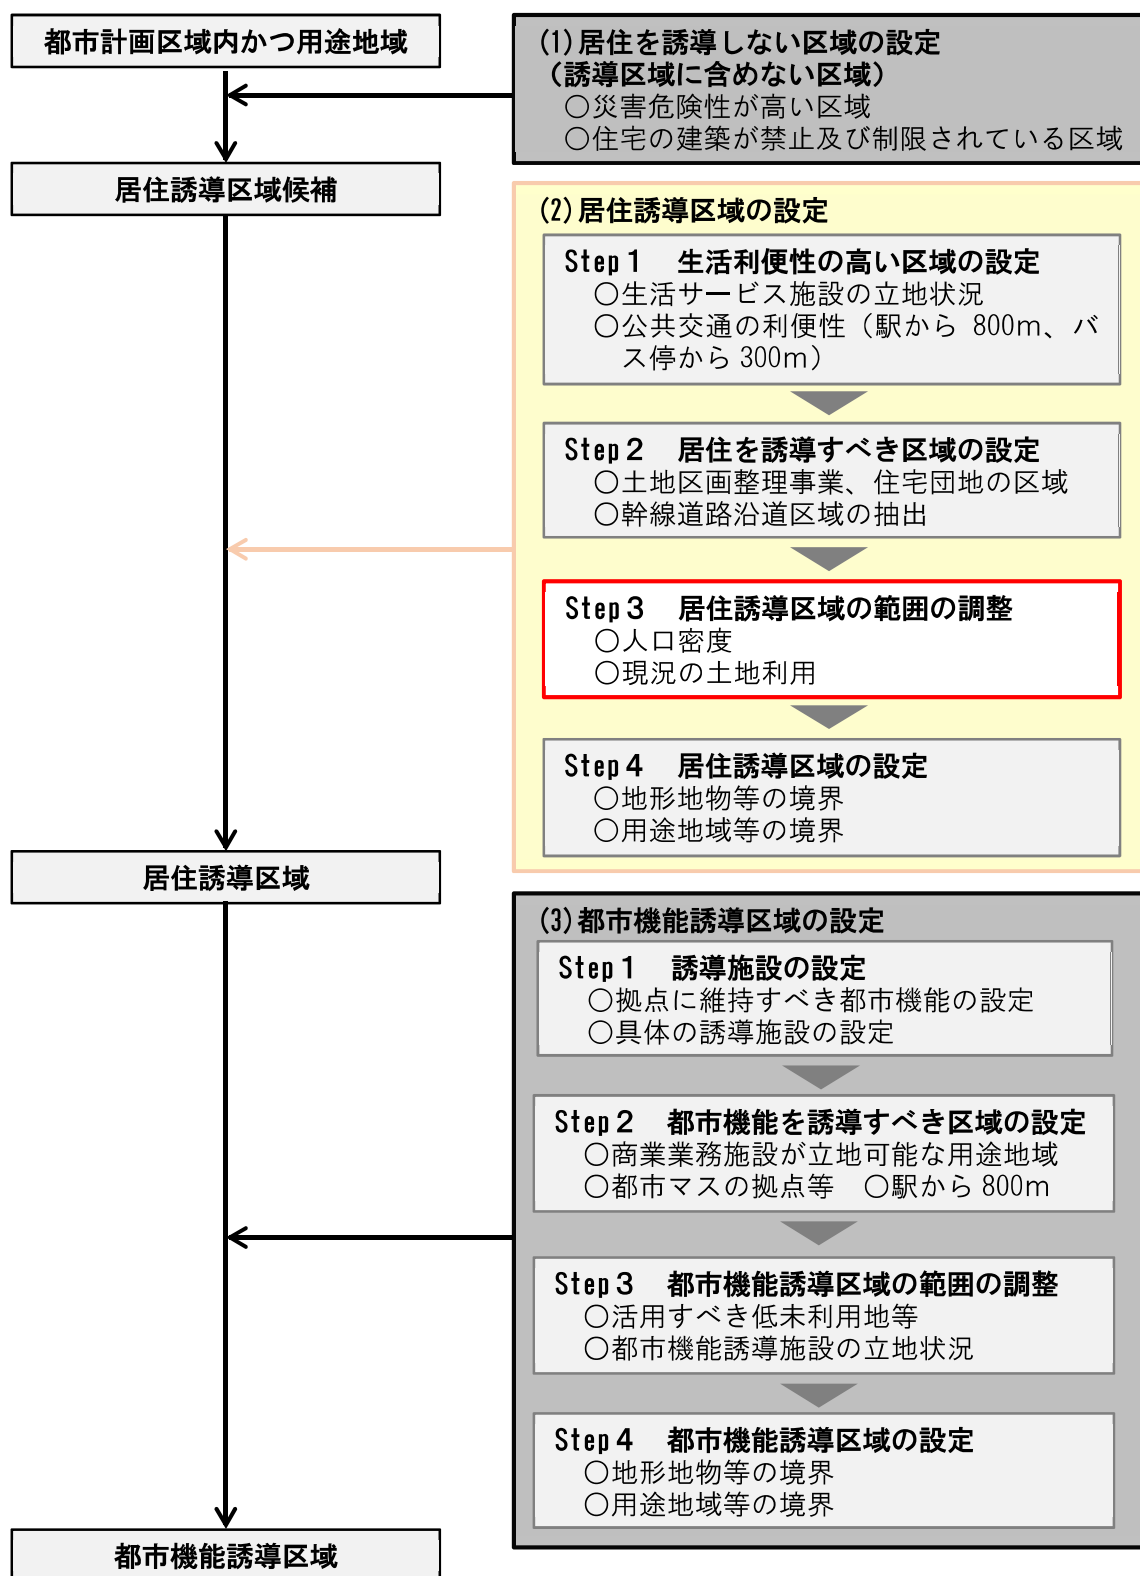 都市計画区域内かつ用途地域
(1)居住を誘導しない区域の設定
（誘導区域に含めない区域）
○災害危険性が高い区域
○住宅の建築が禁止及び制限されている区域
居住誘導区域候補
(2)居住誘導区域の設定
Step１　生活利便性の高い区域の設定
○生活サービス施設の立地状況
○公共交通の利便性（駅から 800ｍ、バ
ス停から 300ｍ）
Step２　居住を誘導すべき区域の設定
○土地区画整理事業、住宅団地の区域
○幹線道路沿道区域の抽出
Step３　居住誘導区域の範囲の調整
○人口密度
○現況の土地利用
Step４　居住誘導区域の設定
○地形地物等の境界
○用途地域等の境界
居住誘導区域
(3)都市機能誘導区域の設定
Step１　誘導施設の設定
○拠点に維持すべき都市機能の設定
○具体の誘導施設の設定
Step２　都市機能を誘導すべき区域の設定
○商業業務施設が立地可能な用途地域
○都市マスの拠点等　○駅から 800ｍ
Step３　都市機能誘導区域の範囲の調整
○活用すべき低未利用地等
○都市機能誘導施設の立地状況
Step４　都市機能誘導区域の設定
○地形地物等の境界
○用途地域等の境界
都市機能誘導区域